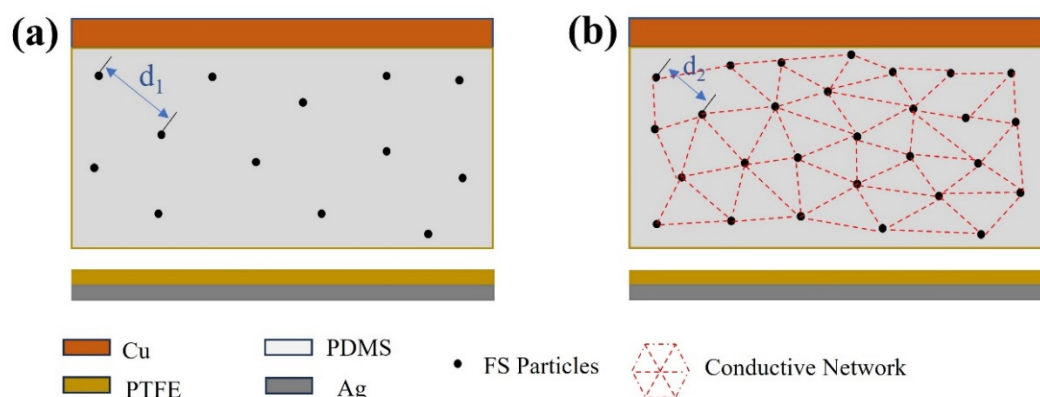 (a)
(b)
d1
d2
Cu
PDMS
FS Particles
Conductive Network
PTFE
Ag